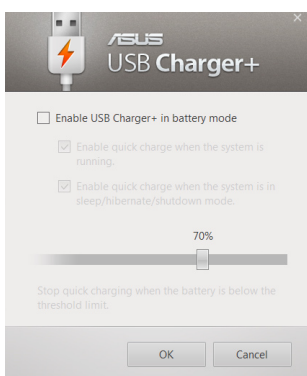 ASUS
USB Charger+
Enable USB Charger+ in battery mode
Enable quick charge when the system is
running.
Enable quick charge when the system is in
sleep/hibernate/shutdown mode.
70%
Stop quick charging when the battery is below the
threshold limit.
OK Cancel